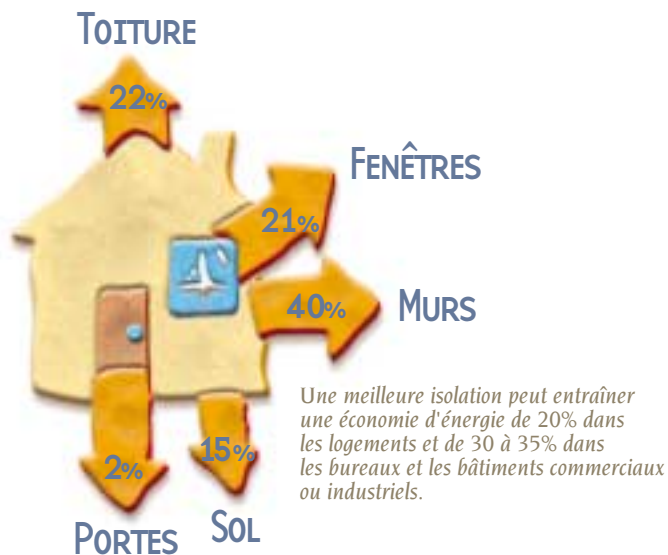 TOITURE
22%
FENÊTRES
21%
40%
MURS
Une meilleure isolation peut entraîner
une économie d'énergie de 20% dans
les logements et de 30 à 35% dans
les bureaux et les bâtiments commerciaux
ou industriels.
2%
15%
PORTES
SOL